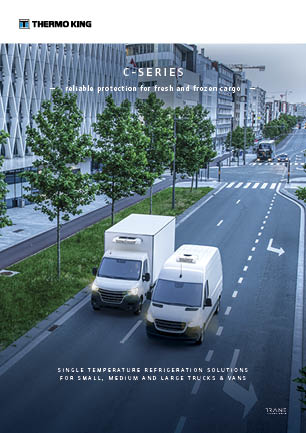 THERMO KING
C-SERIES
— reliable protection for fresh and frozen cargo —
SINGLE TEMPERATURE REFRIGERATION SOLUTIONS
FOR SMALL, MEDIUM AND LARGE TRUCKS & VANS
TRANE